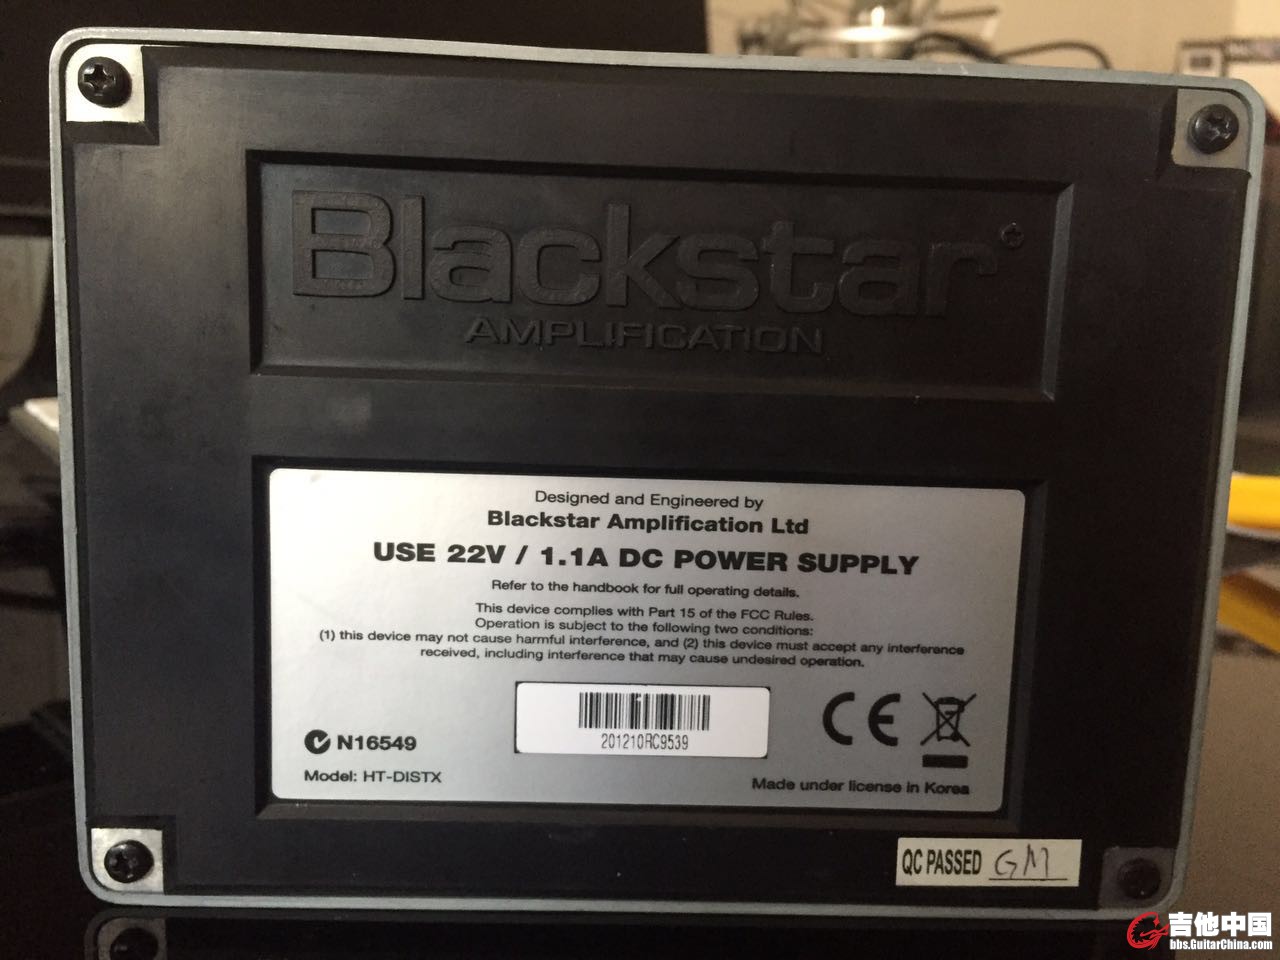 Blackstar
AMPLIFICATION
Designed and Engineered by
Blackstar Amplification Ltd
USE 22V / 1.1A DC POWER SUPPLY
Refer to the handbook for full operating details.
This device complies with Part 15 of the FCC Rules.
Operation is subject to the following two conditions:
(1) this device may not cause harmful interference, and (2) this device must accept any interference
received, including interference that may cause undesired operation.
201210RC9539
CE
N16549
Model: HT-DISTX
Made under license in Korea
QC PASSED GM
吉他中国
bbs.GuitarChina.com